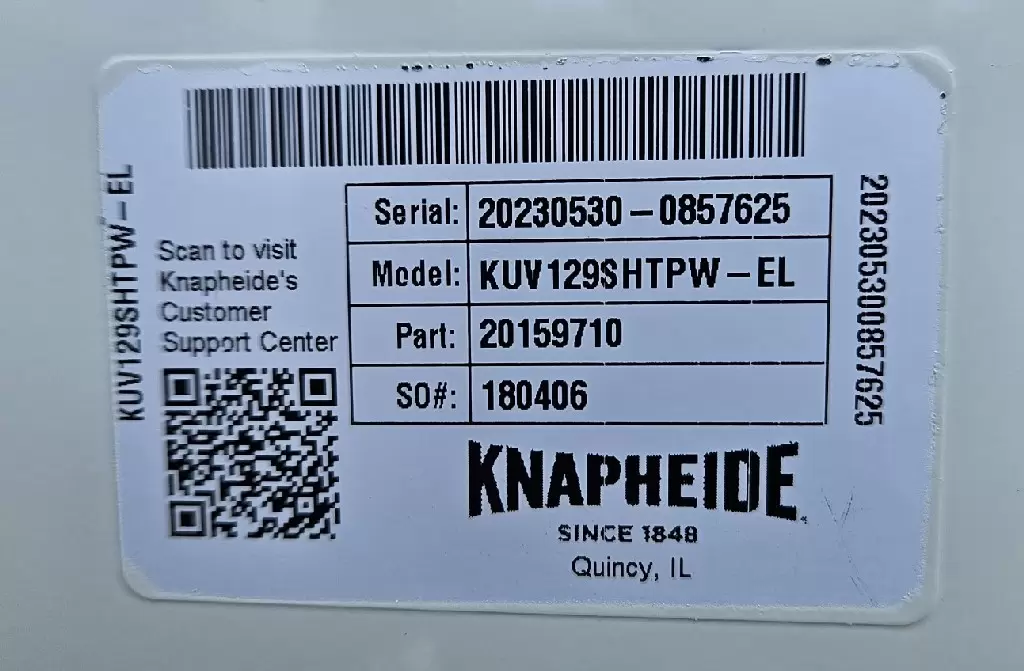 KUV129SHTPW-EL
Scan to visit
Knapheide's
Customer
Support Center
Serial: 20230530-0857625
Model: KUV129SHTPW-EL
Part: 20159710
SO#: 180406
KNAPHEIDE
SINCE 1848
Quincy, IL
202305300857625